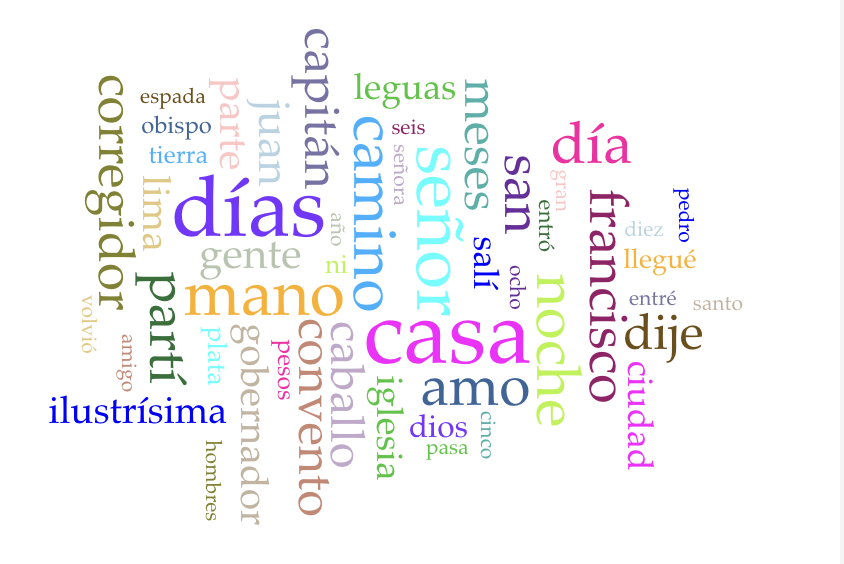 capitán
corregidor
espada
parte
juan
leguas
meses
obispo
seis
camino
tierra
señora
señor
día
san
gran
lima
días
francisco
pedro
entró
año
diez
gente
ni
salí
llegué
ocho
partí
mano
noche
entré
santo
volvió
casa
dije
amigo
plata
gobernador
pesos
convento
caballo
iglesia
amo
ciudad
ilustrísima
dios
cinco
pasa
hombres